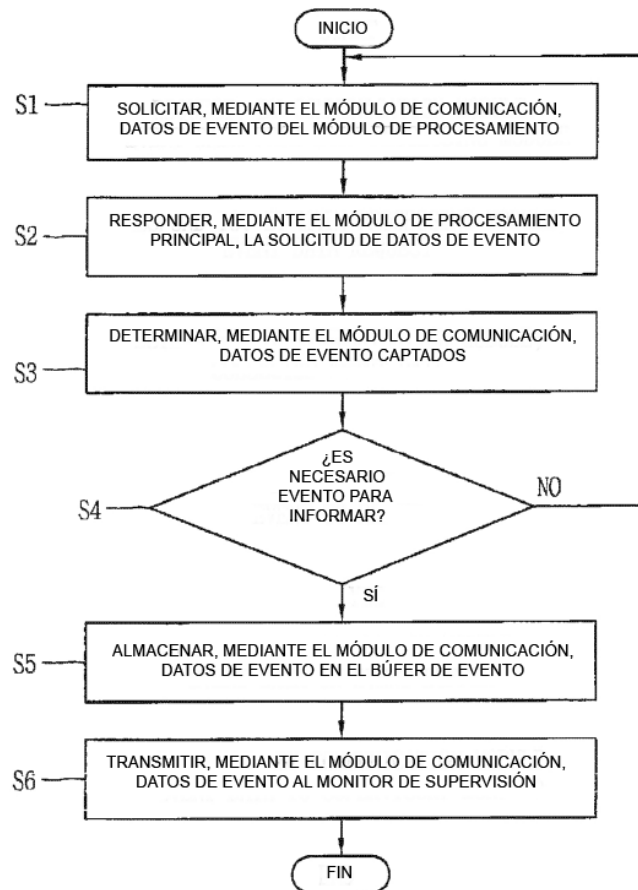 INICIO
S1
SOLICITAR, MEDIANTE EL MÓDULO DE COMUNICACIÓN,
DATOS DE EVENTO DEL MÓDULO DE PROCESAMIENTO
S2
RESPONDER, MEDIANTE EL MÓDULO DE PROCESAMIENTO
PRINCIPAL, LA SOLICITUD DE DATOS DE EVENTO
S3
DETERMINAR, MEDIANTE EL MÓDULO DE COMUNICACIÓN,
DATOS DE EVENTO CAPTADOS
S4
¿ES
NECESARIO
EVENTO PARA
INFORMAR?
NO
SÍ
S5
ALMACENAR, MEDIANTE EL MÓDULO DE COMUNICACIÓN,
DATOS DE EVENTO EN EL BÚFER DE EVENTO
S6
TRANSMITIR, MEDIANTE EL MÓDULO DE COMUNICACIÓN,
DATOS DE EVENTO AL MONITOR DE SUPERVISIÓN
FIN